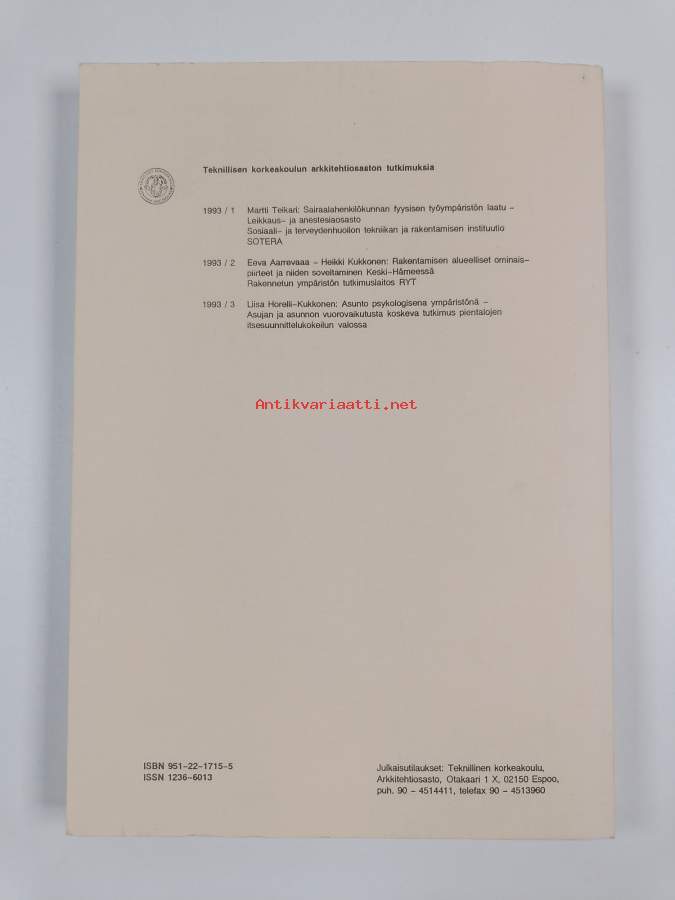 Teknillisen korkeakoulun arkkitehtiosaston tutkimuksia
1993 / 1 Martti Teikari: Sairaalahenkilökunnan fyysisen työympäristön laatu –
Leikkaus– ja anestesiaosasto
Sosiaali– ja terveydenhuollon tekniikan ja rakentamisen instituutio
SOTERA
1993 / 2 Eeva Aarrevaaa – Heikki Kukkonen: Rakentamisen alueelliset ominais–
piirteet ja niiden soveltaminen Keski–Hämeessä
Rakennetun ympäristön tutkimuslaitos RYT
1993 / 3 Liisa Horelli–Kukkonen: Asunto psykologisena ympäristönä –
Asujan ja asunnon vuorovaikutusta koskeva tutkimus pientalojen
itsesuunnittelukokeilun valossa
Antikvariaatti.net
ISBN 951–22–1715–5
ISSN 1236–6013
Julkaisutilaukset: Teknillinen korkeakoulu,
Arkkitehtiosasto, Otakaari 1 X, 02150 Espoo,
puh. 90 – 4514411, telefax 90 – 4513960